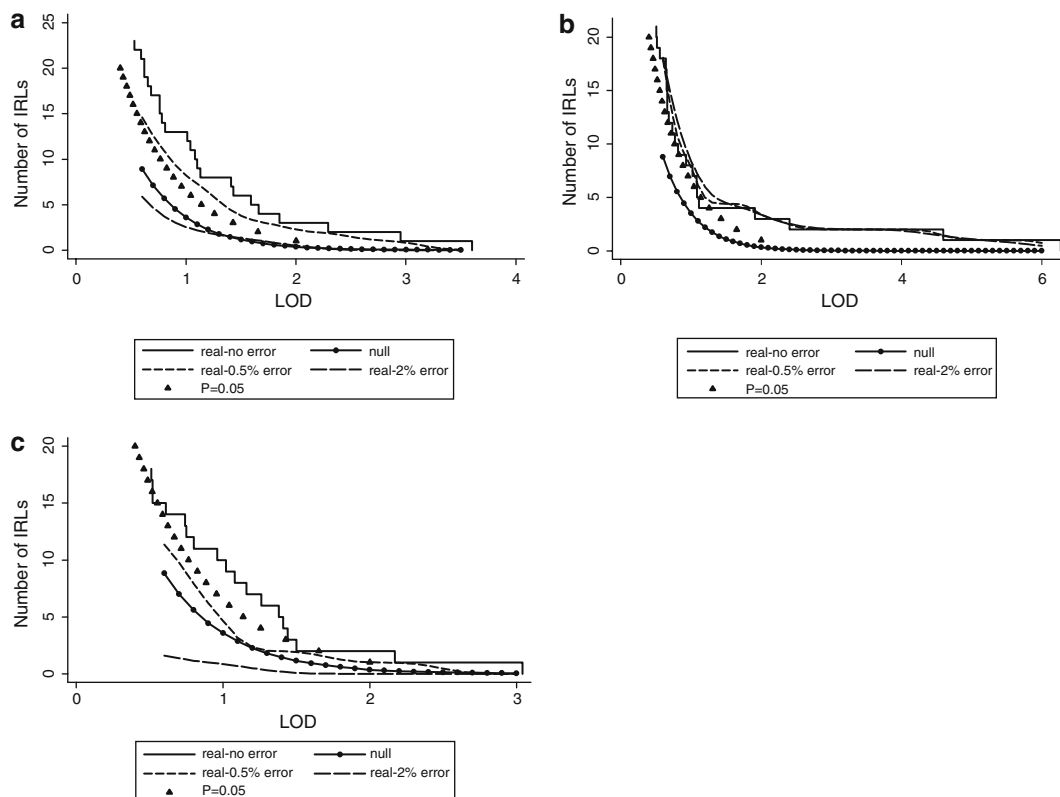 a
25
20
15
10
5
0
Number of IRLs
0 1 2 3 4
LOD
real-no error null
real-0.5% error real-2% error
P=0.05
b
20
15
10
5
0
Number of IRLs
0 2 4 6
LOD
real-no error null
real-0.5% error real-2% error
P=0.05
c
20
15
10
5
0
Number of IRLs
0 1 2 3
LOD
real-no error null
real-0.5% error real-2% error
P=0.05